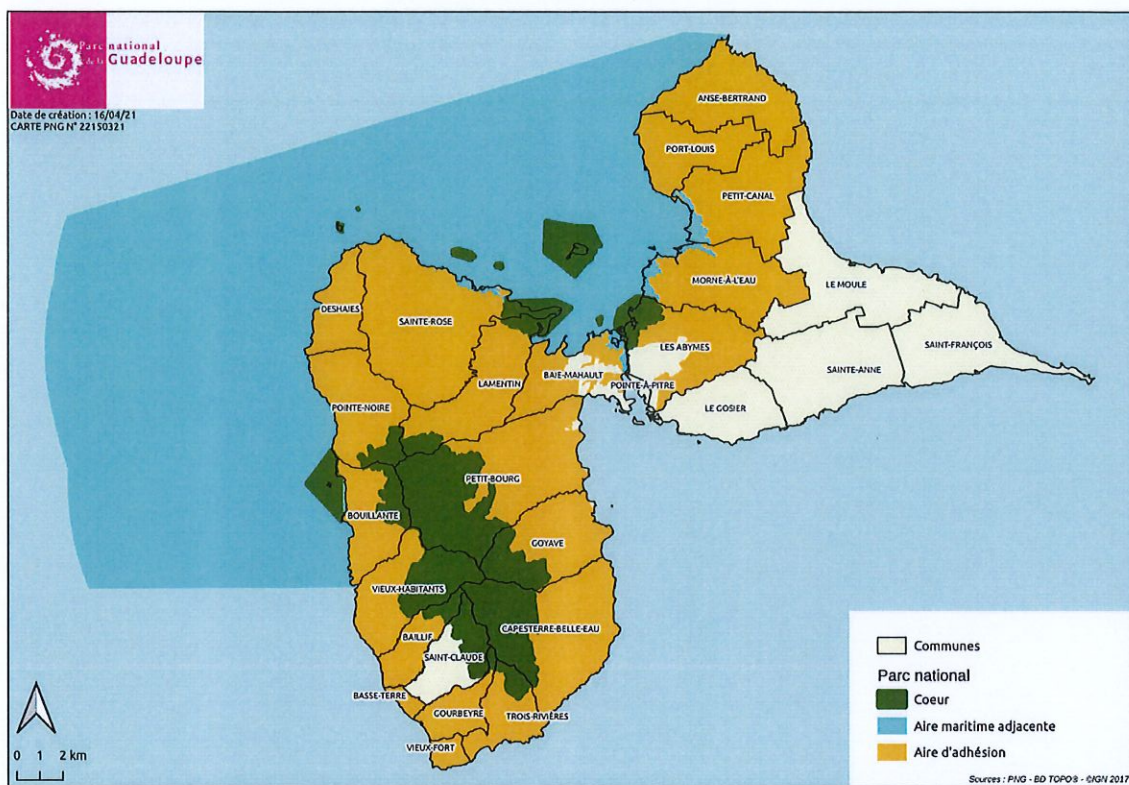 Parc national
de la Guadeloupe
Date de création : 16/04/21
CARTE PNG N° 22150321
ANSE-BERTRAND
PORT-LOUIS
PETIT-CANAL
MORNE-À-L'EAU
LE MOULE
DESHAIES
SAINTE-ROSE
LES ABYMES
SAINT-FRANÇOIS
SAINTE-ANNE
LAMENTIN
BAIE-MAHAULT
POINTE-À-PITRE
LE GOSIER
POINTE-NOIRE
PETIT-BOURG
BOUILLANTE
GOYAVE
VIEUX-HABITANTS
CAPESTERRE-BELLE-EAU
BAILLIF
SAINT-CLAUDE
BASSE-TERRE
GOURBEYRE
TROIS-RIVIÈRES
VIEUX-FORT
0 1 2 km
Communes
Parc national
Coeur
Aire maritime adjacente
Aire d'adhésion
Sources : PNG - BD TOPO® - ©IGN 2017